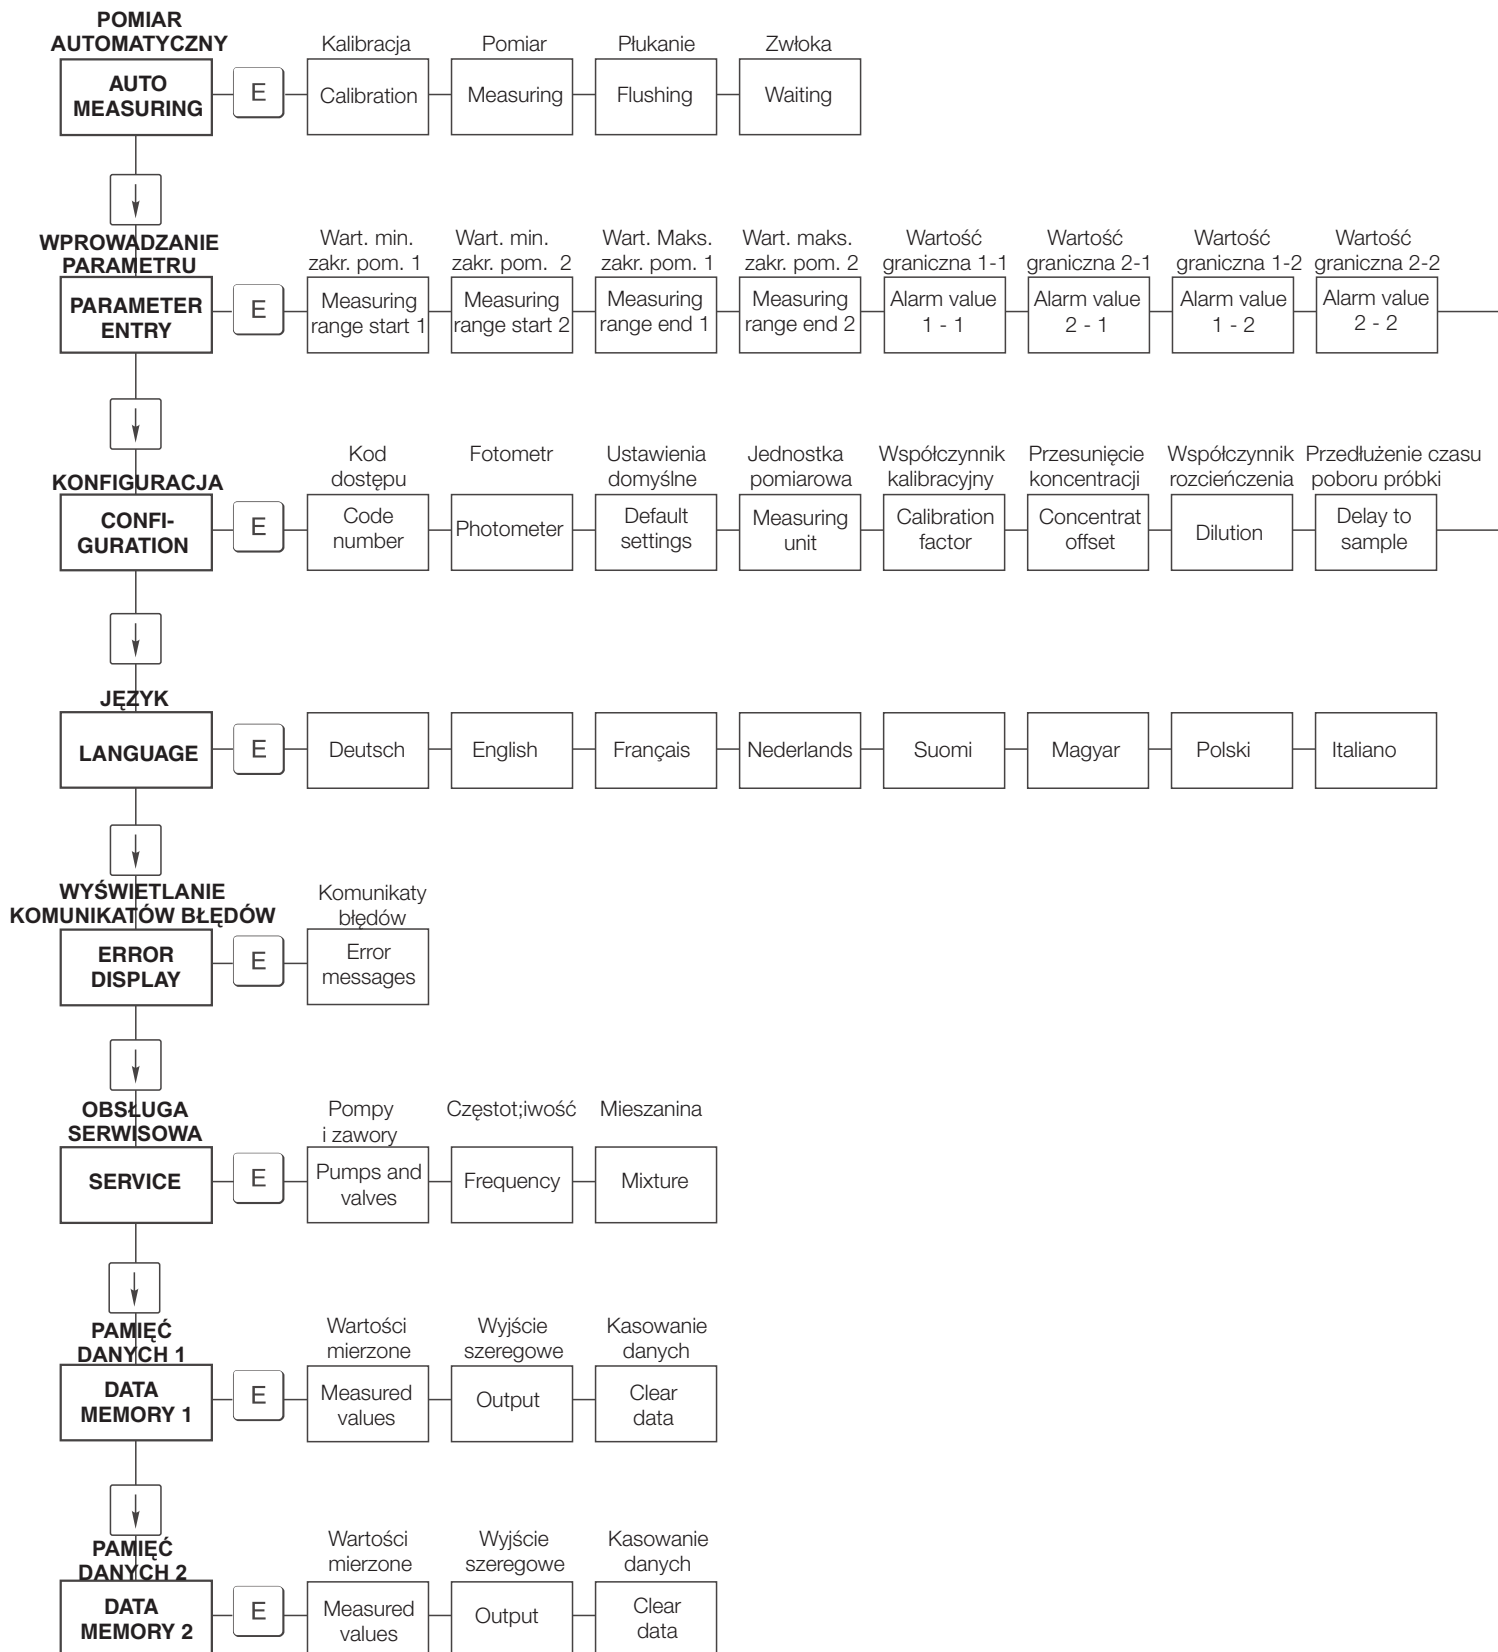 POMIAR
AUTOMATYCZNY
Kalibracja Pomiar Płukanie Zwłoka
AUTO
MEASURING
E
Calibration
Measuring
Flushing
Waiting
WPROWADZANIE
PARAMETRU
Wart. min.
zakr. pom. 1
Wart. min.
zakr. pom. 2
Wart. Maks.
zakr. pom. 1
Wart. maks.
zakr. pom. 2
Wartość
graniczna 1-1
Wartość
graniczna 2-1
Wartość
graniczna 1-2
Wartość
graniczna 2-2
PARAMETER
ENTRY
E
Measuring
range start 1
Measuring
range start 2
Measuring
range end 1
Measuring
range end 2
Alarm value
1 - 1
Alarm value
2 - 1
Alarm value
1 - 2
Alarm value
2 - 2
KONFIGURACJA
Kod
dostępu
Fotometr
Ustawienia
domyślne
Jednostka
pomiarowa
Współczynnik
kalibracyjny
Przesunięcie
koncentracji
Współczynnik
rozcieńczenia
Przedłużenie czasu
poboru próbki
CONFI-
GURATION
E
Code
number
Photometer
Default
settings
Measuring
unit
Calibration
factor
Concentrat
offset
Dilution
Delay to
sample
JĘZYK
LANGUAGE
E
Deutsch
English
Français
Nederlands
Suomi
Magyar
Polski
Italiano
WYŚWIETLANIE
KOMUNIKATÓW BŁĘDÓW
Komunikaty
błędów
ERROR
DISPLAY
E
Error
messages
OBSŁUGA
SERWISOWA
Pompy
i zawory
Częstot;iwość
Mieszanina
SERVICE
E
Pumps and
valves
Frequency
Mixture
PAMIĘĆ
DANYCH 1
Wartości
mierzone
Wyjście
szeregowe
Kasowanie
danych
DATA
MEMORY 1
E
Measured
values
Output
Clear
data
PAMIĘĆ
DANYCH 2
Wartości
mierzone
Wyjście
szeregowe
Kasowanie
danych
DATA
MEMORY 2
E
Measured
values
Output
Clear
data